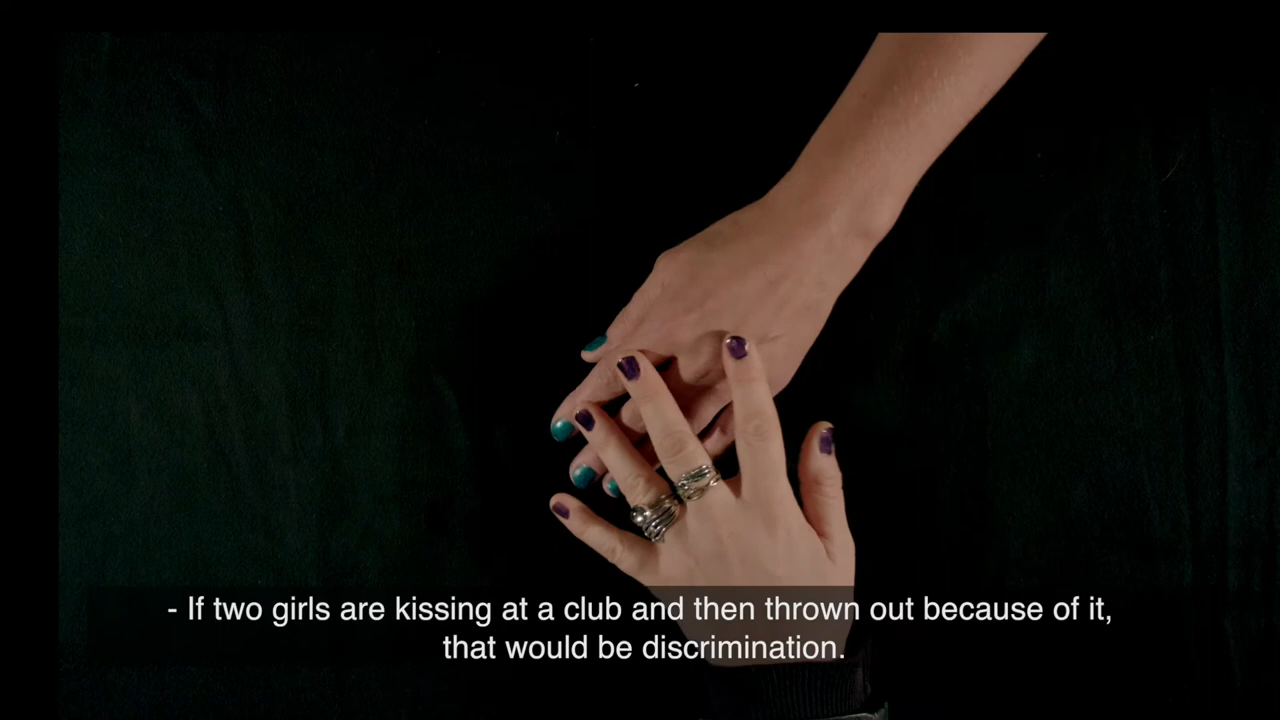 - If two girls are kissing at a club and then thrown out because of it,
that would be discrimination.